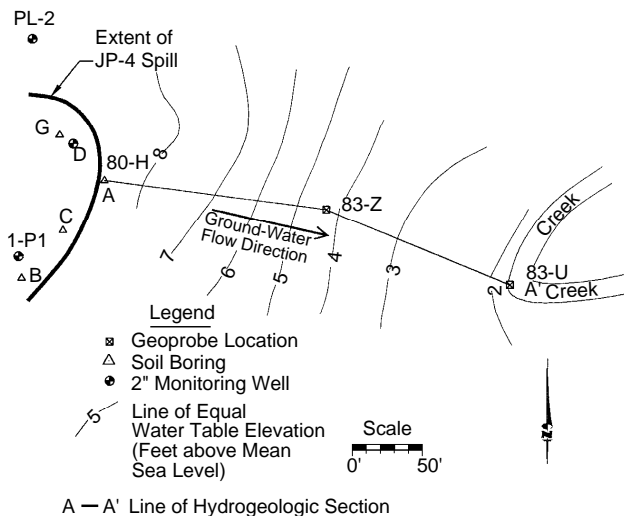 PL-2
Extent of
JP-4 Spill
G
D
80-H
8
A
83-Z
C
1-P1
B
Ground-Water
Flow Direction
7
6
5
4
3
2
Creek
83-U
A' Creek
Legend
Geoprobe Location
Soil Boring
2" Monitoring Well
5
Line of Equal
Water Table Elevation
(Feet above Mean
Sea Level)
Scale
0' 50'
N
A — A' Line of Hydrogeologic Section